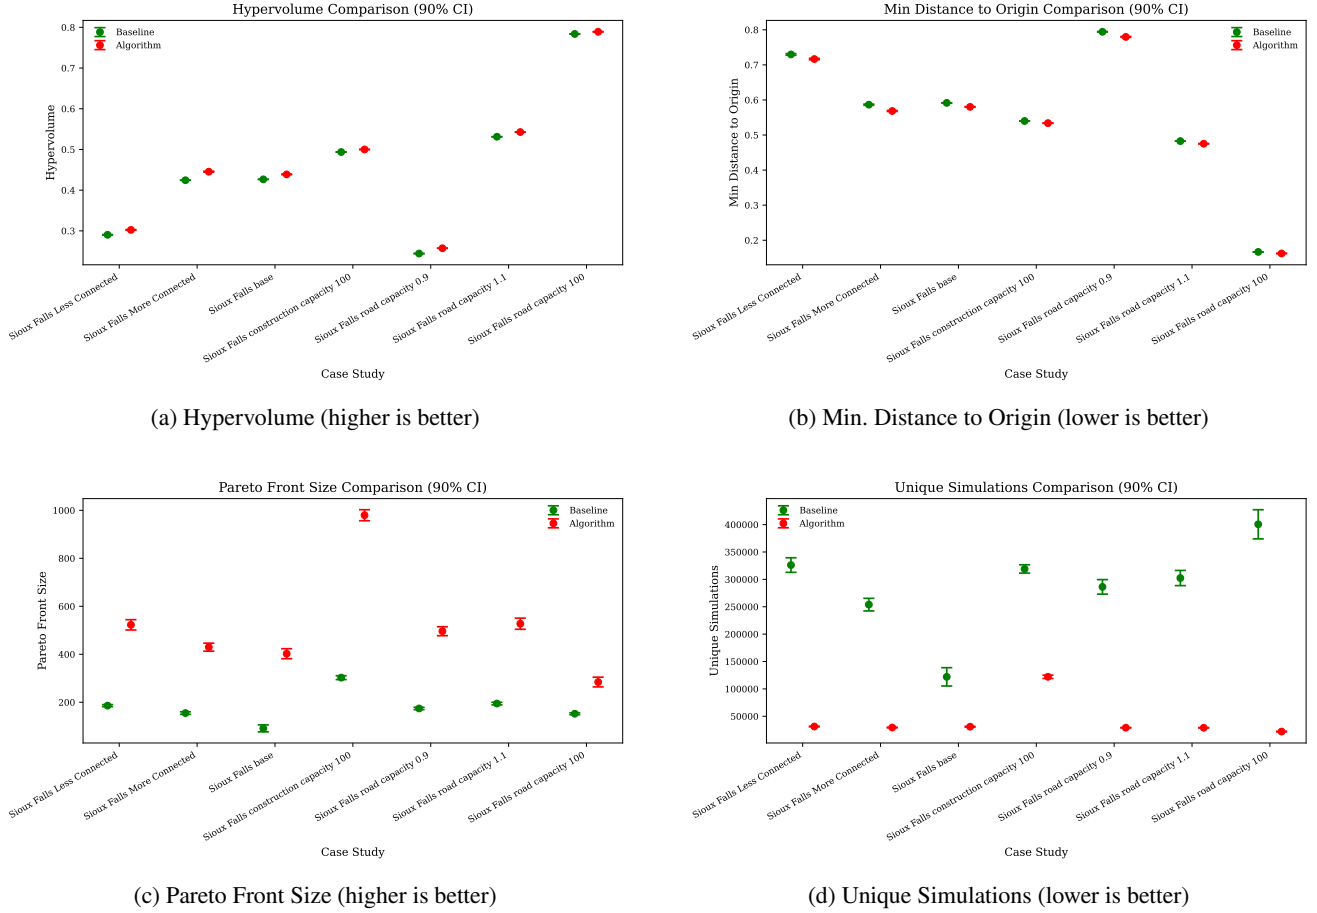 Hypervolume Comparison (90% CI)
Baseline
Algorithm
0.8
0.7
0.6
0.5
0.4
0.3
Hypervolume
Sioux Falls Less Connected
Sioux Falls More Connected
Sioux Falls base
Sioux Falls construction capacity 100
Sioux Falls road capacity 0.9
Sioux Falls road capacity 1.1
Sioux Falls road capacity 100
Case Study
(a) Hypervolume (higher is better)
Min Distance to Origin Comparison (90% CI)
Baseline
Algorithm
0.8
0.7
0.6
0.5
0.4
0.3
0.2
Min Distance to Origin
Sioux Falls Less Connected
Sioux Falls More Connected
Sioux Falls base
Sioux Falls construction capacity 100
Sioux Falls road capacity 0.9
Sioux Falls road capacity 1.1
Sioux Falls road capacity 100
Case Study
(b) Min. Distance to Origin (lower is better)
Pareto Front Size Comparison (90% CI)
Baseline
Algorithm
1000
800
600
400
200
Pareto Front Size
Sioux Falls Less Connected
Sioux Falls More Connected
Sioux Falls base
Sioux Falls construction capacity 100
Sioux Falls road capacity 0.9
Sioux Falls road capacity 1.1
Sioux Falls road capacity 100
Case Study
(c) Pareto Front Size (higher is better)
Unique Simulations Comparison (90% CI)
Baseline
Algorithm
400000
350000
300000
250000
200000
150000
100000
50000
Unique Simulations
Sioux Falls Less Connected
Sioux Falls More Connected
Sioux Falls base
Sioux Falls construction capacity 100
Sioux Falls road capacity 0.9
Sioux Falls road capacity 1.1
Sioux Falls road capacity 100
Case Study
(d) Unique Simulations (lower is better)